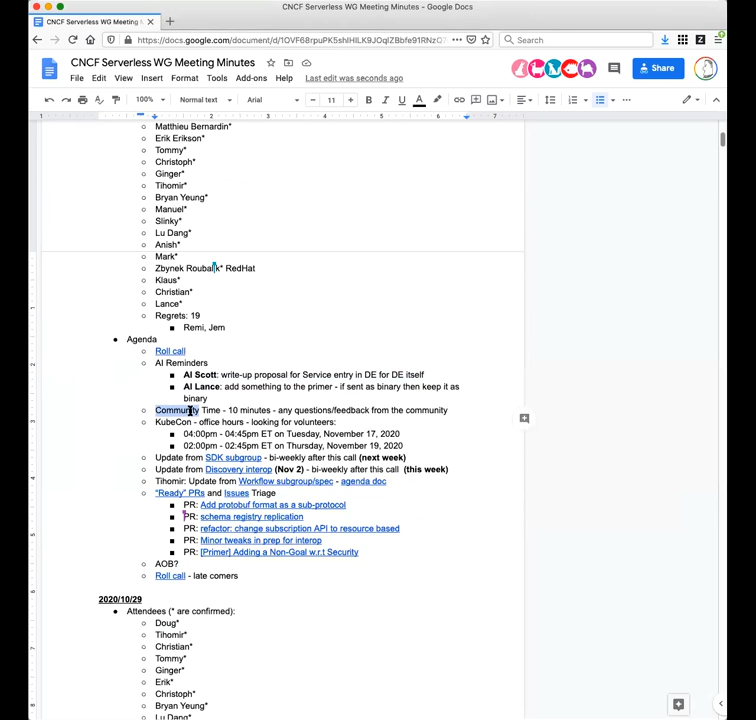 CNCF Serverless WG Meeting Minutes - Google Docs
CNCF Serverless WG Meeting M
https://docs.google.com/document/d/1OVF68rpuPK5shlHILK9JOqIZBbfe91RNzQ7
Search
CNCF Serverless WG Meeting Minutes
File Edit View Insert Format Tools Add-ons Help Last edit was seconds ago
Share
100% Normal text Arial 11
Matthieu Bernardin*
Erik Erikson*
Tommy*
Christoph*
Ginger*
Tihomir*
Bryan Yeung*
Manuel*
Slinky*
Lu Dang*
Anish*
Mark*
Zbynek Roubalik* RedHat
Klaus*
Christian*
Lance*
Regrets: 19
Remi, Jem
Agenda
Roll call
AI Reminders
AI Scott: write-up proposal for Service entry in DE for DE itself
AI Lance: add something to the primer - if sent as binary then keep it as
binary
Community Time - 10 minutes - any questions/feedback from the community
KubeCon - office hours - looking for volunteers:
04:00pm - 04:45pm ET on Tuesday, November 17, 2020
02:00pm - 02:45pm ET on Thursday, November 19, 2020
Update from SDK subgroup - bi-weekly after this call (next week)
Update from Discovery interop (Nov 2) - bi-weekly after this call (this week)
Tihomir: Update from Workflow subgroup/spec - agenda doc
“Ready” PRs and Issues Triage
PR: Add protobuf format as a sub-protocol
PR: schema registry replication
PR: refactor: change subscription API to resource based
PR: Minor tweaks in prep for interop
PR: [Primer] Adding a Non-Goal w.r.t Security
AOB?
Roll call - late comers
2020/10/29
Attendees (* are confirmed):
Doug*
Tihomir*
Christian*
Tommy*
Ginger*
Erik*
Christoph*
Bryan Yeung*
Lu Dang*